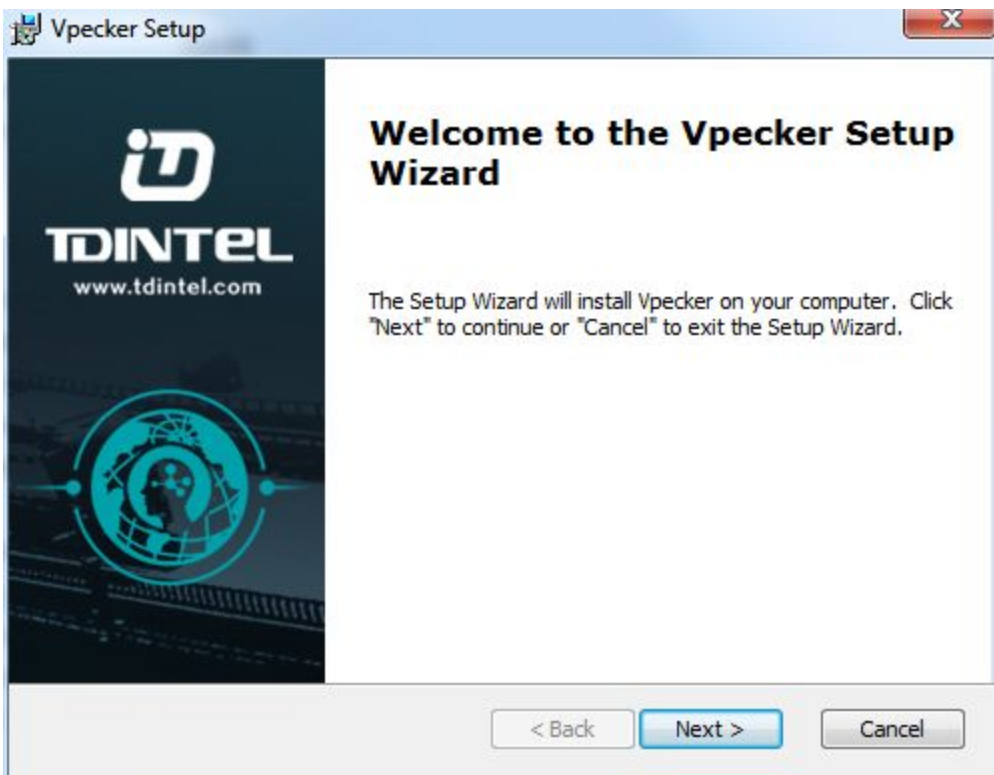 Vpecker Setup
X
TDINTEL
www.tdintel.com
Welcome to the Vpecker Setup
Wizard
The Setup Wizard will install Vpecker on your computer. Click
"Next" to continue or "Cancel" to exit the Setup Wizard.
< Back
Next >
Cancel